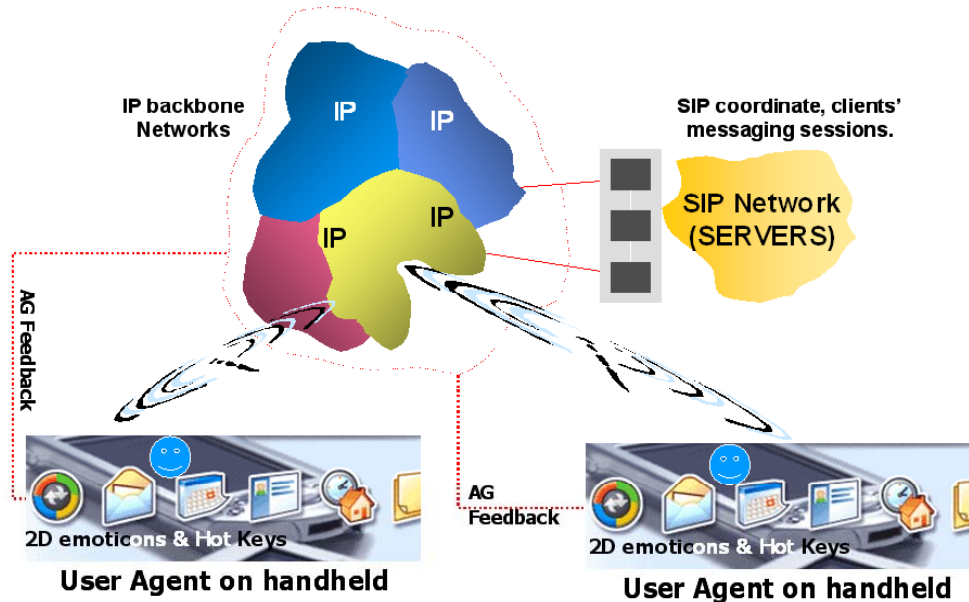 IP backbone
Networks
IP
IP
IP
IP
SIP coordinate, clients'
messaging sessions.
SIP Network
(SERVERS)
AG Feedback
2D emoticons & Hot Keys
User Agent on handheld
AG
Feedback
2D emoticons & Hot Keys
User Agent on handheld